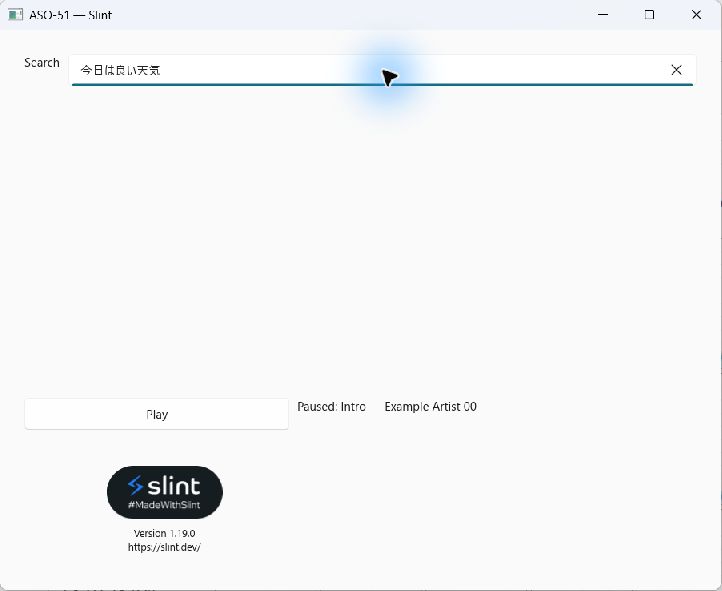 ASO-51 — Slint
Search 今日は良い天気
Play Paused: Intro Example Artist 00
slint
#MadeWithSlint
Version 1.19.0
https://slint.dev/